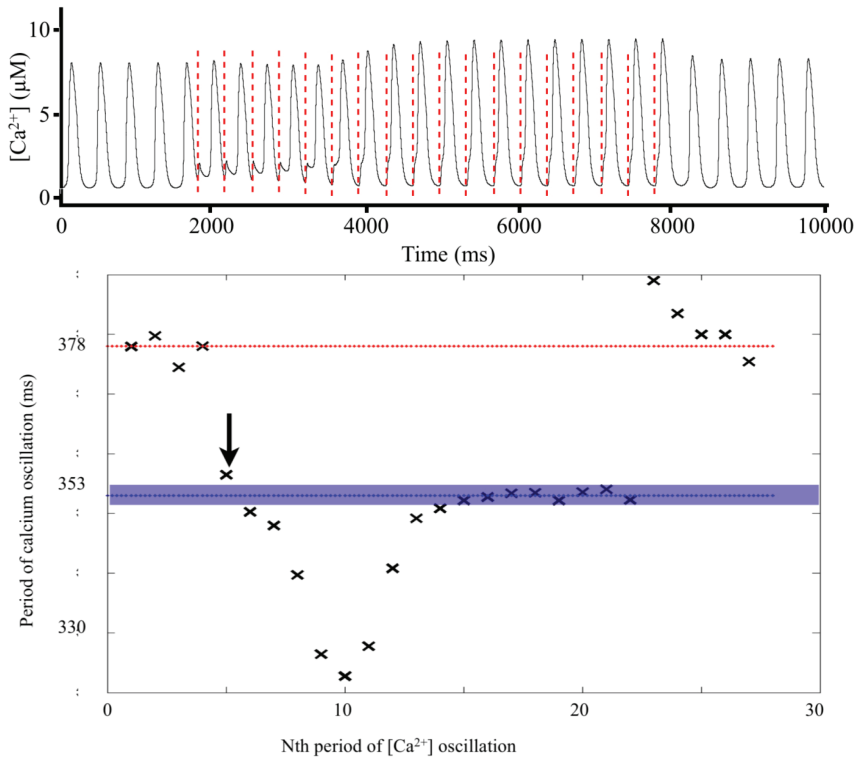 10
5
0
[Ca²⁺] (μM)
0 2000 4000 6000 8000 10000
Time (ms)
378
353
330
Period of calcium oscillation (ms)
0 10 20 30
Nth period of [Ca²⁺] oscillation